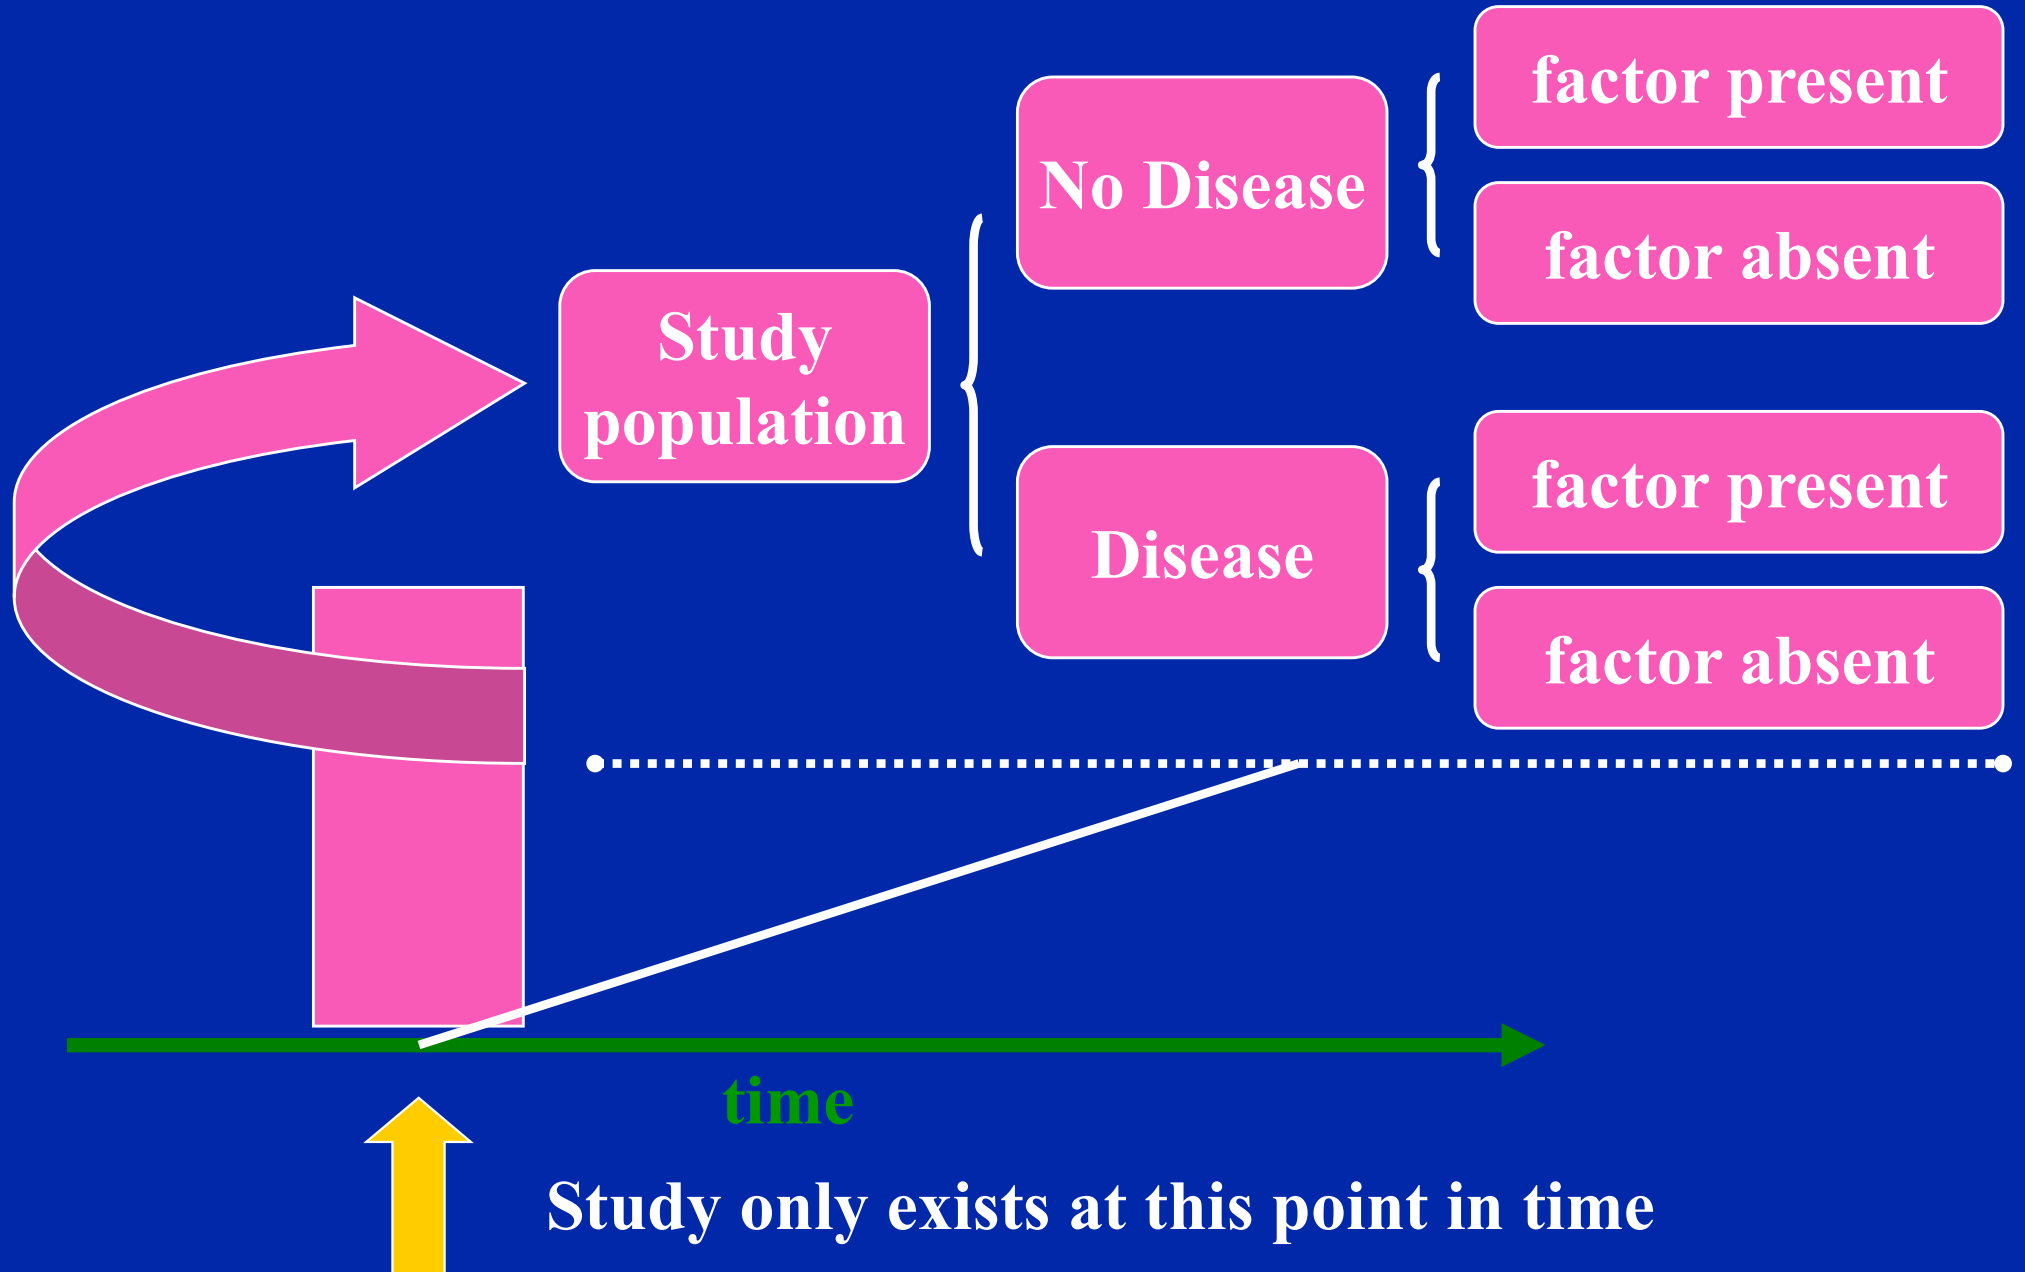 Study
population
No Disease
factor present
factor absent
Disease
factor present
factor absent
time
Study only exists at this point in time